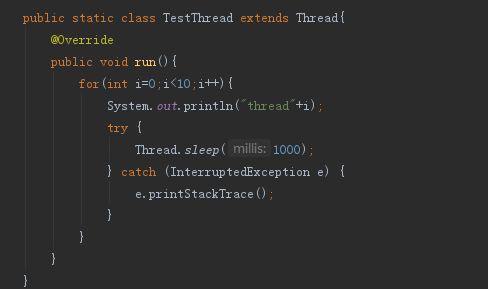 public static class TestThread extends Thread{
    @Override
    public void run(){
        for(int i=0;i<10;i++){
            System.out.println("thread"+i);
            try {
                Thread.sleep( millis: 1000);
            } catch (InterruptedException e) {
                e.printStackTrace();
            }
        }
    }
}